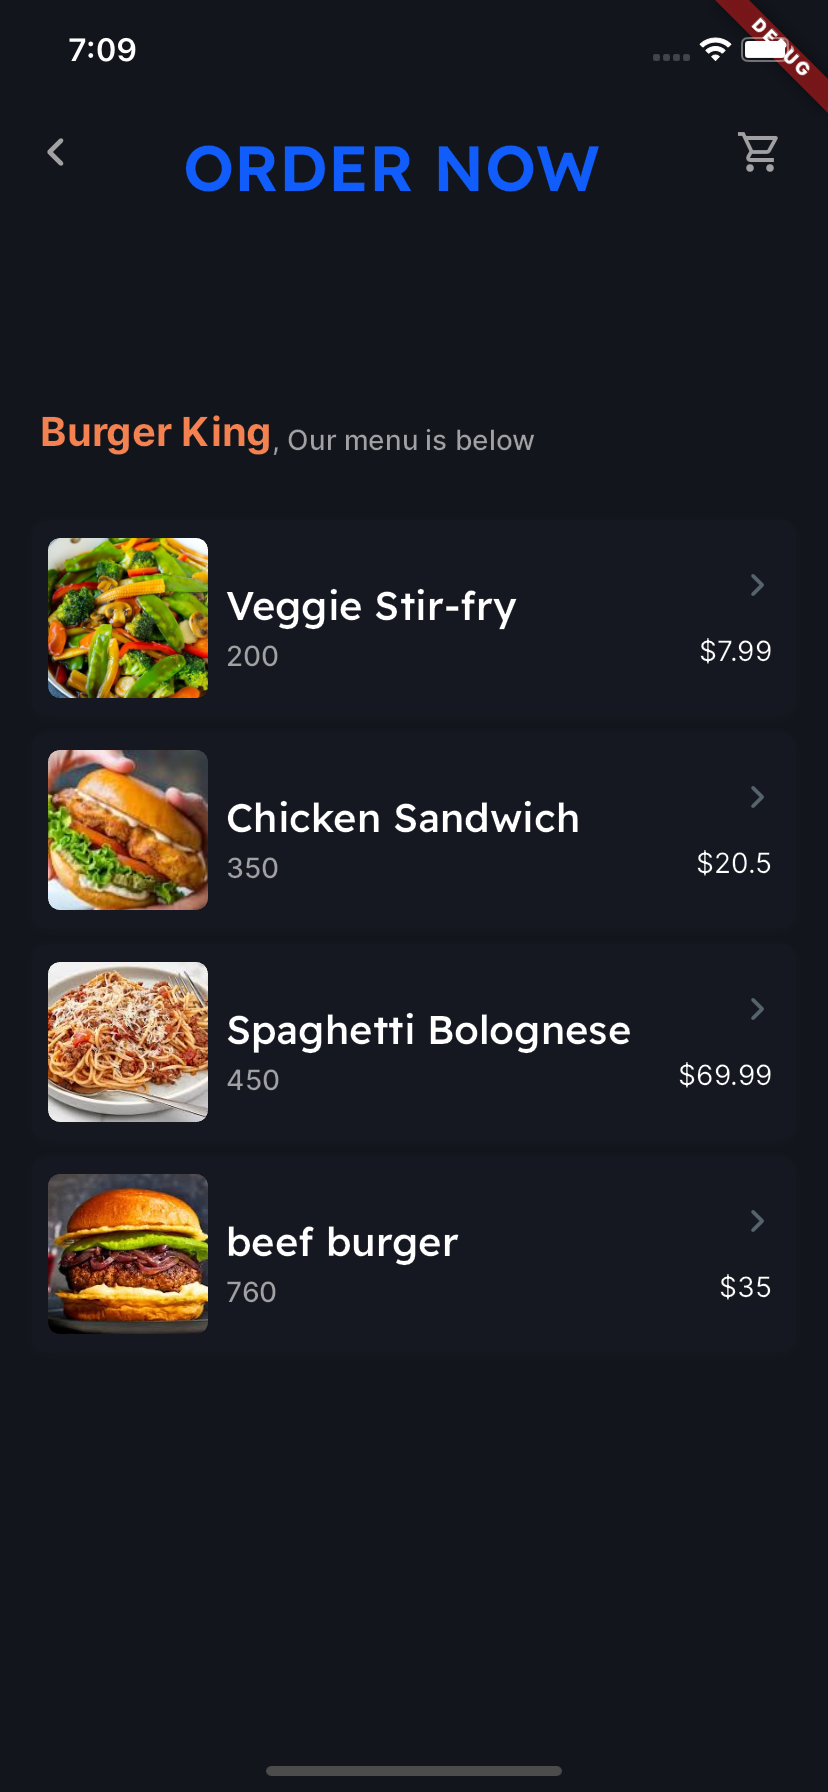 7:09
DEBUG
ORDER NOW
Burger King, Our menu is below
Veggie Stir-fry
200
$7.99
Chicken Sandwich
350
$20.5
Spaghetti Bolognese
450
$69.99
beef burger
760
$35